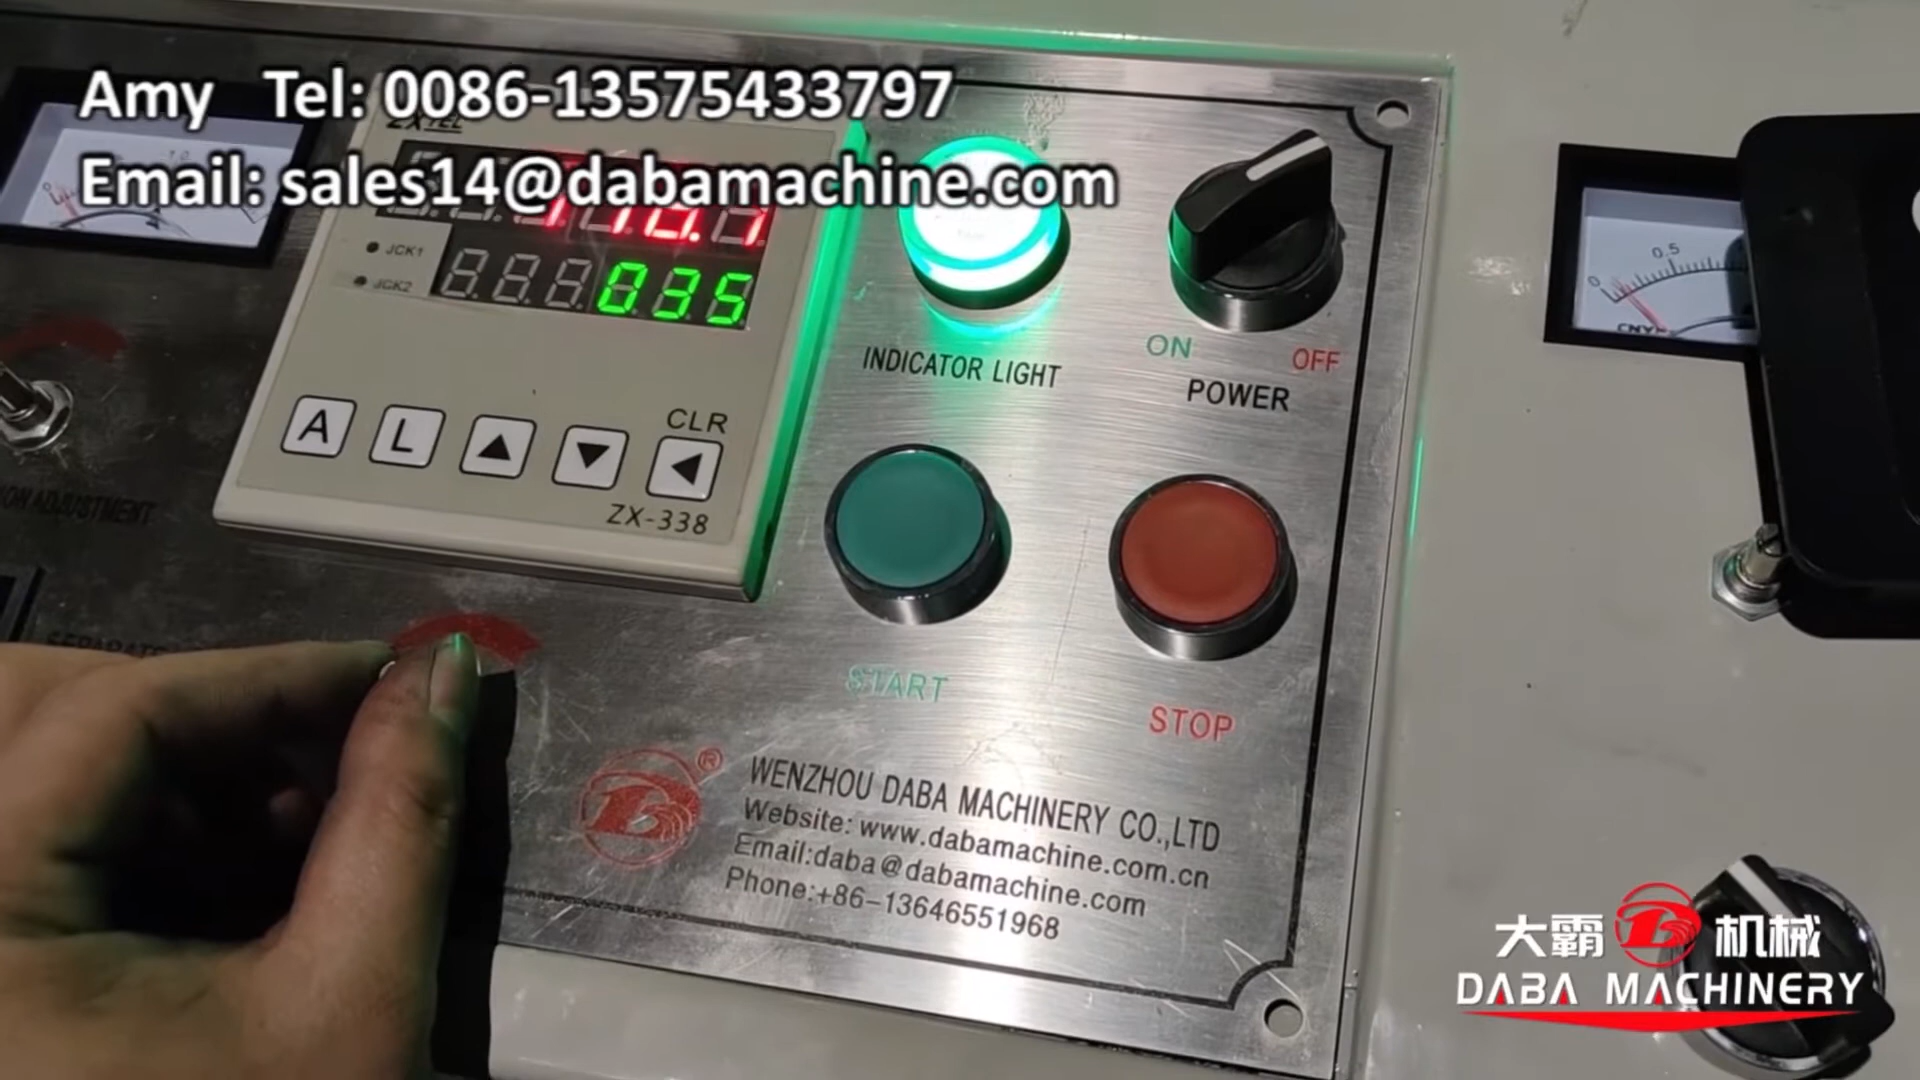 Amy Tel: 0086-13575433797
Email: sales14@dabamachine.com
JCK1
JCK2
035
0.5
0
INDICATOR LIGHT
ON
OFF
POWER
A
L
CLR
ZX-338
ADJUSTMENT
START
STOP
®
WENZHOU DABA MACHINERY CO.,LTD
Website: www.dabamachine.com.cn
Email:daba@dabamachine.com
Phone:+86-13646551968
大霸机械
DABA MACHINERY